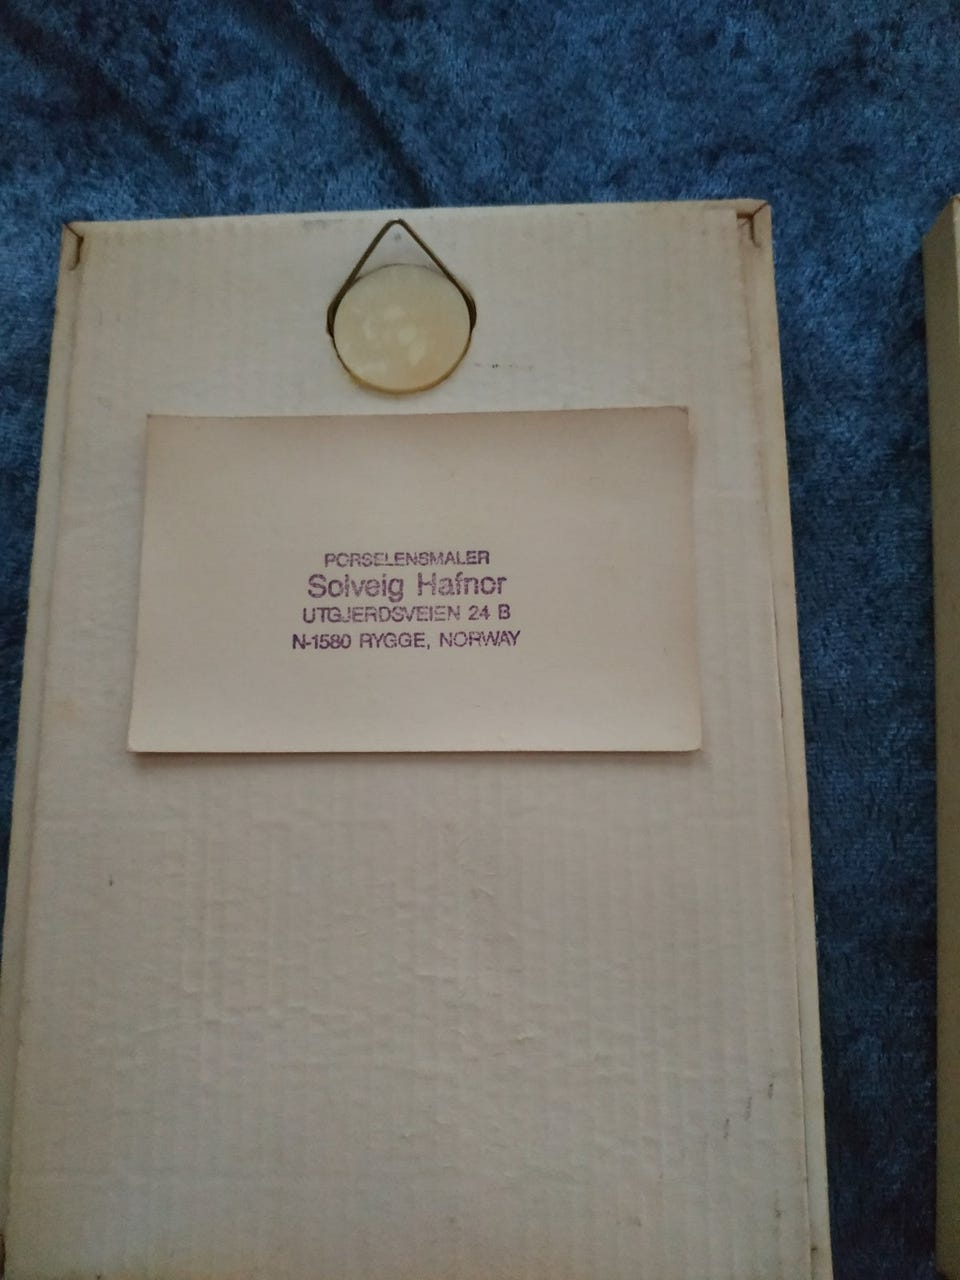 PORSELENSMALER
Solveig Hafnor
UTGJERDSVEIEN 24 B
N-1580 RYGGE, NORWAY